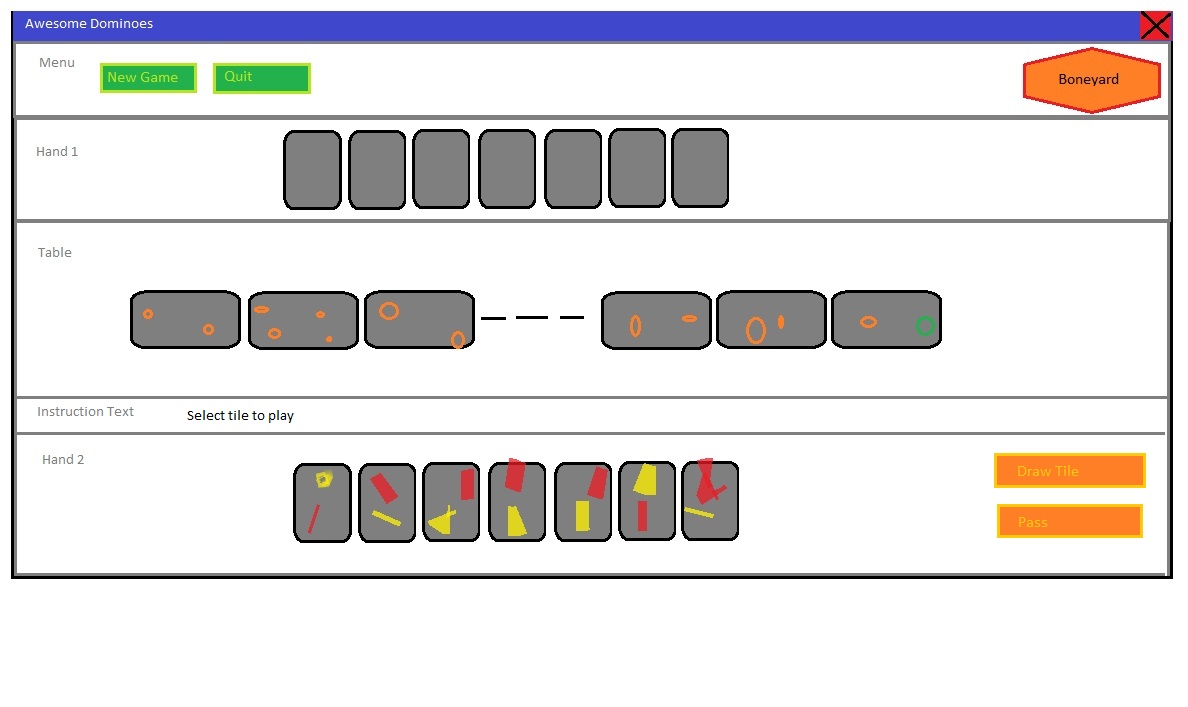 Awesome Dominoes
Menu
New Game
Quit
Boneyard
Hand 1
Table
Instruction Text
Select tile to play
Hand 2
Draw Tile
Pass